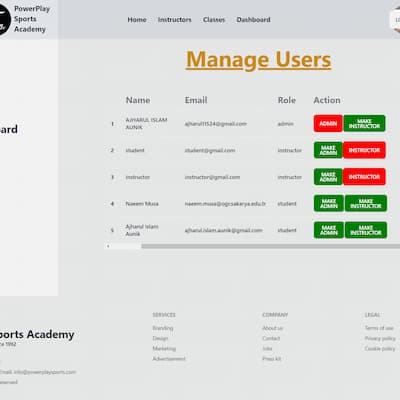 PowerPlay
Sports
Academy
Home Instructors Classes Dashboard
Manage Users
Name Email Role Action
1 AJHARUL ISLAM AUNIK ajharul11524@gmail.com admin ADMIN MAKE INSTRUCTOR
2 student student@gmail.com instructor MAKE ADMIN INSTRUCTOR
3 instructor instructor@gmail.com instructor MAKE ADMIN INSTRUCTOR
4 Naeem Musa naeem.musa@ogr.sakarya.edu.tr student MAKE ADMIN MAKE INSTRUCTOR
5 Ajharul Islam Aunik ajharul.islam.aunik@gmail.com student MAKE ADMIN MAKE INSTRUCTOR
oard
ports Academy
ce 1992
Email: info@powerplaysports.com
eserved
SERVICES
Branding
Design
Marketing
Advertisement
COMPANY
About us
Contact
Jobs
Press kit
LEGAL
Terms of use
Privacy policy
Cookie policy